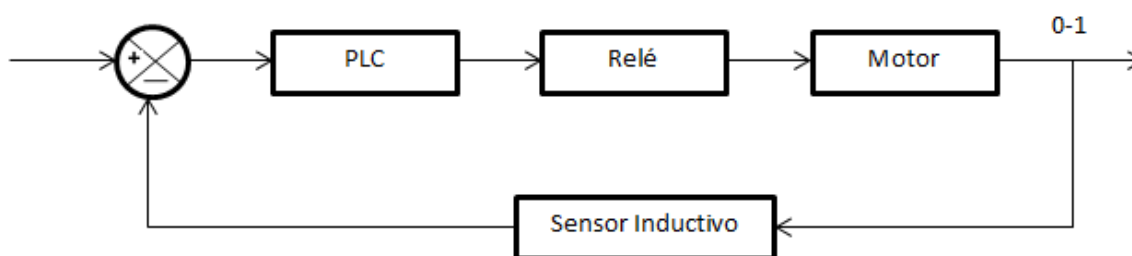 0-1
+
PLC
Relé
Motor
−
Sensor Inductivo